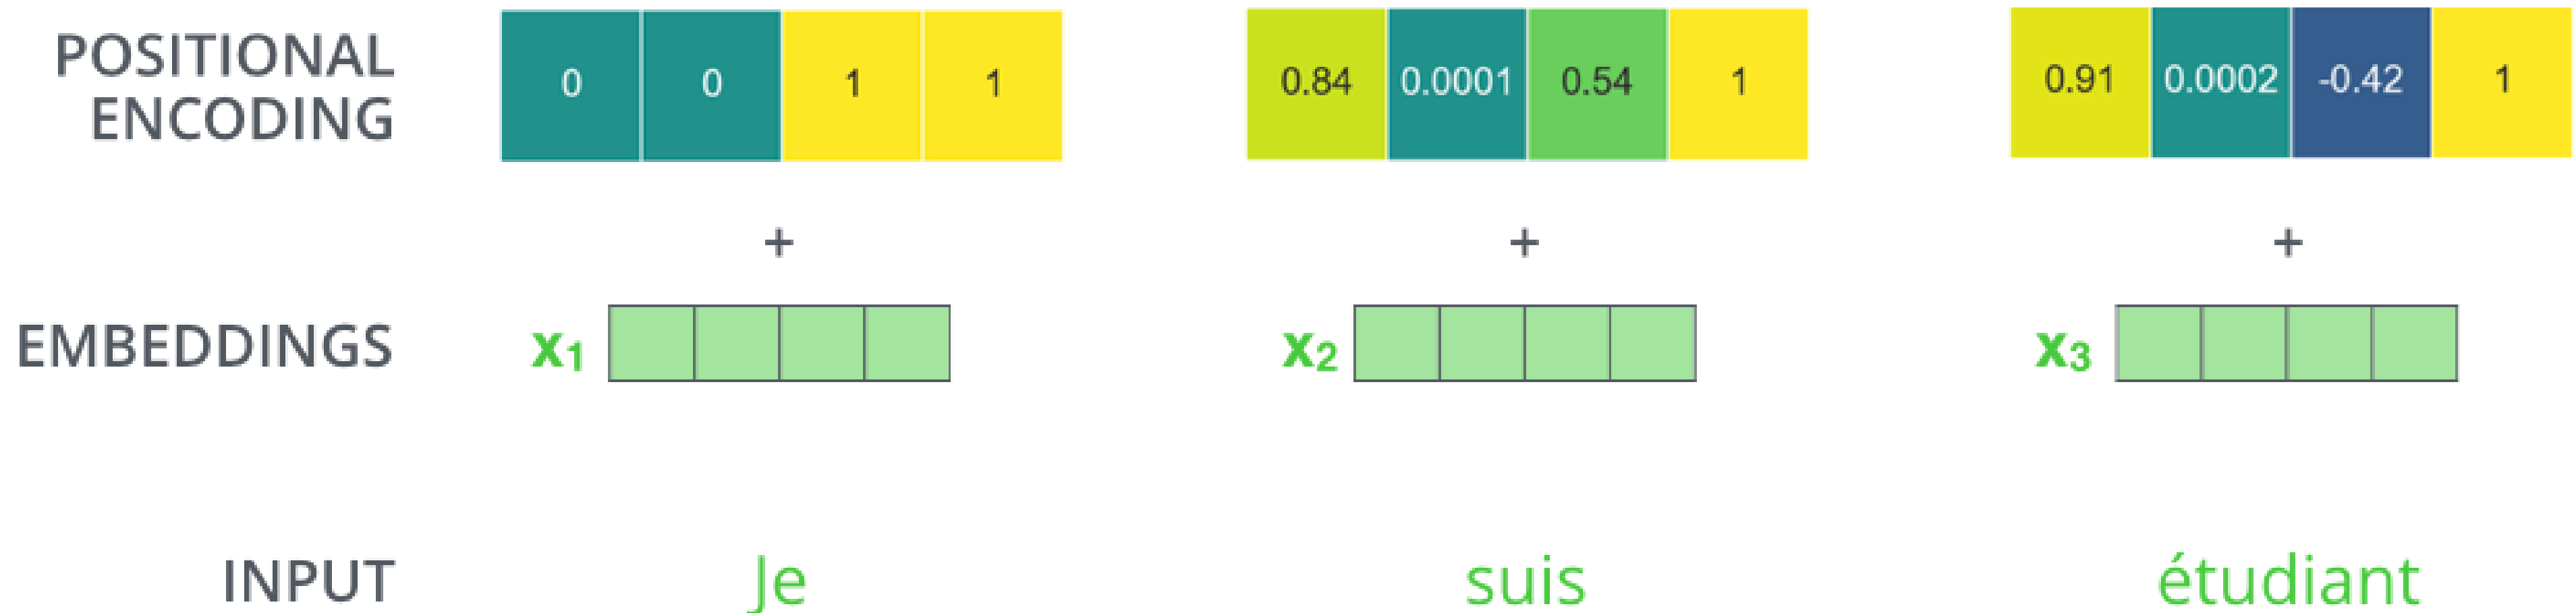 POSITIONAL
ENCODING
0 0 1 1
0.84 0.0001 0.54 1
0.91 0.0002 -0.42 1
+ + +
EMBEDDINGS x1 x2 x3
INPUT Je suis étudiant